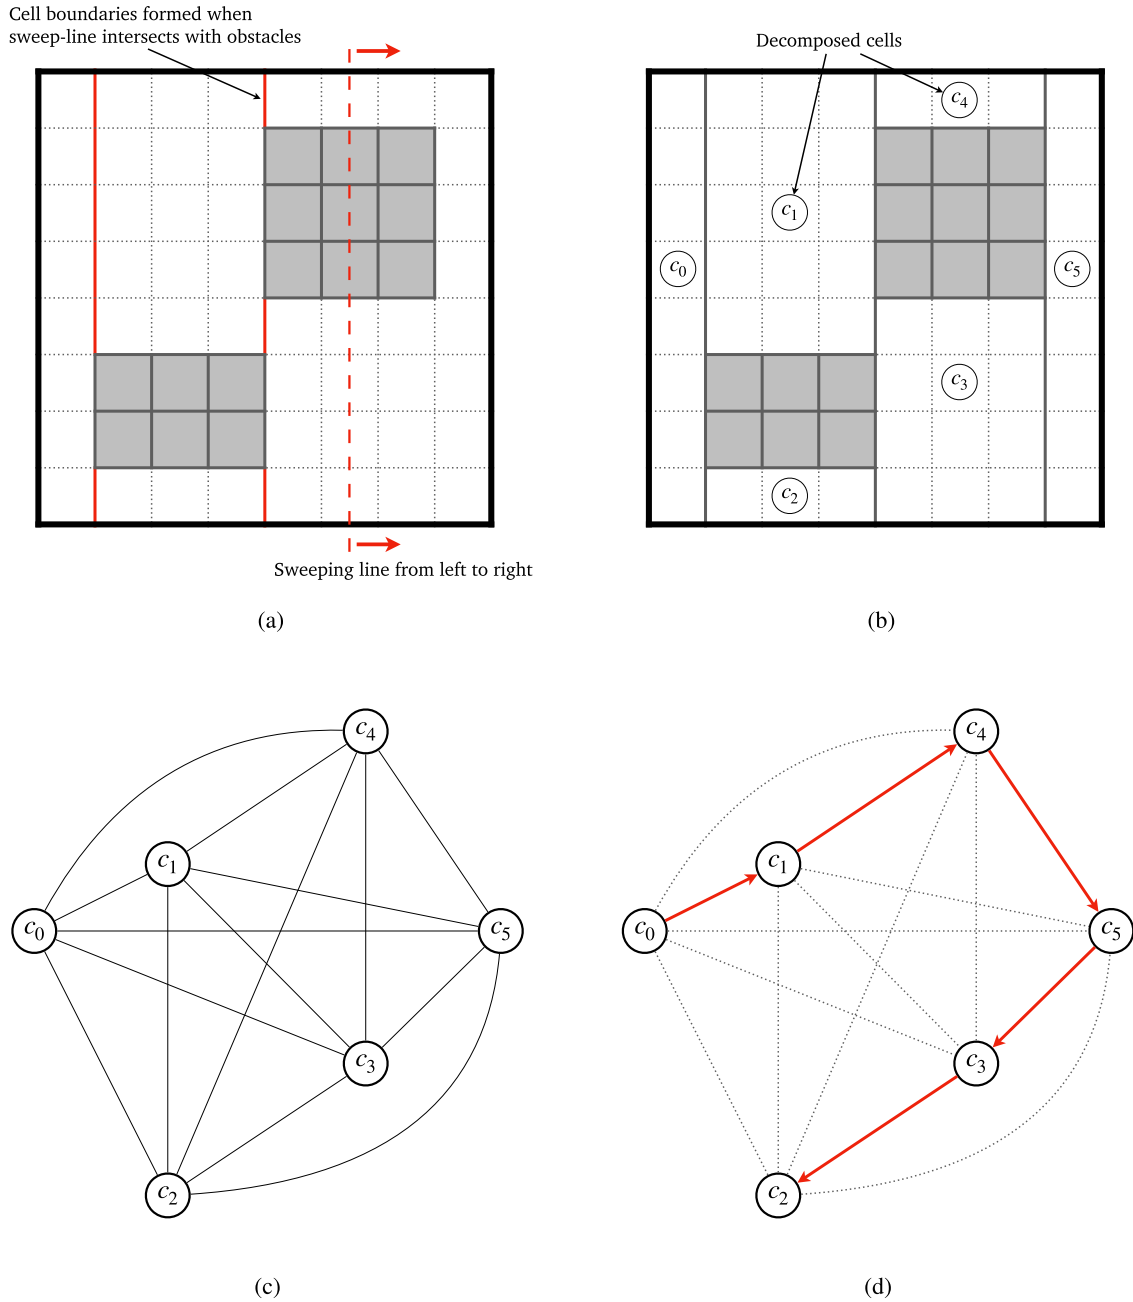 Cell boundaries formed when
sweep-line intersects with obstacles
Sweeping line from left to right
(a)
Decomposed cells
c4
c1
c0
c5
c3
c2
(b)
c4
c1
c0
c5
c3
c2
(c)
c4
c1
c0
c5
c3
c2
(d)